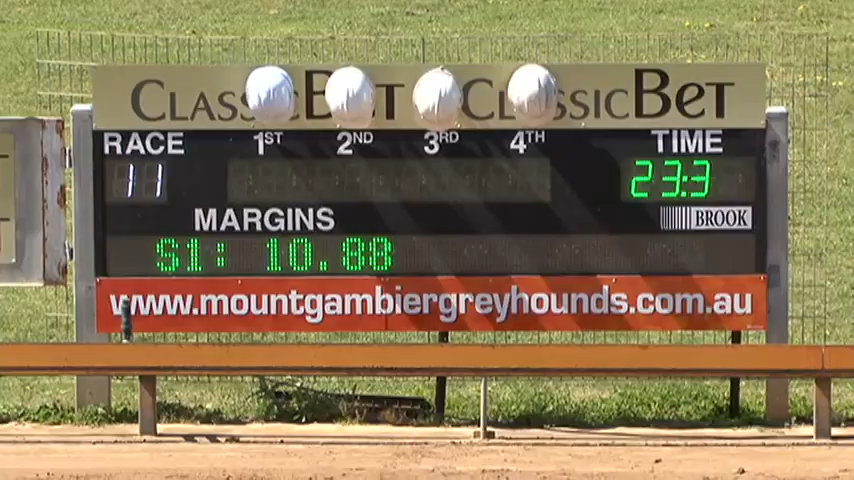 CLASSICBET CLASSICBET
RACE 1ST 2ND 3RD 4TH TIME
11 23:3
MARGINS BROOK
S1: 10.88
www.mountgambiergreyhounds.com.au